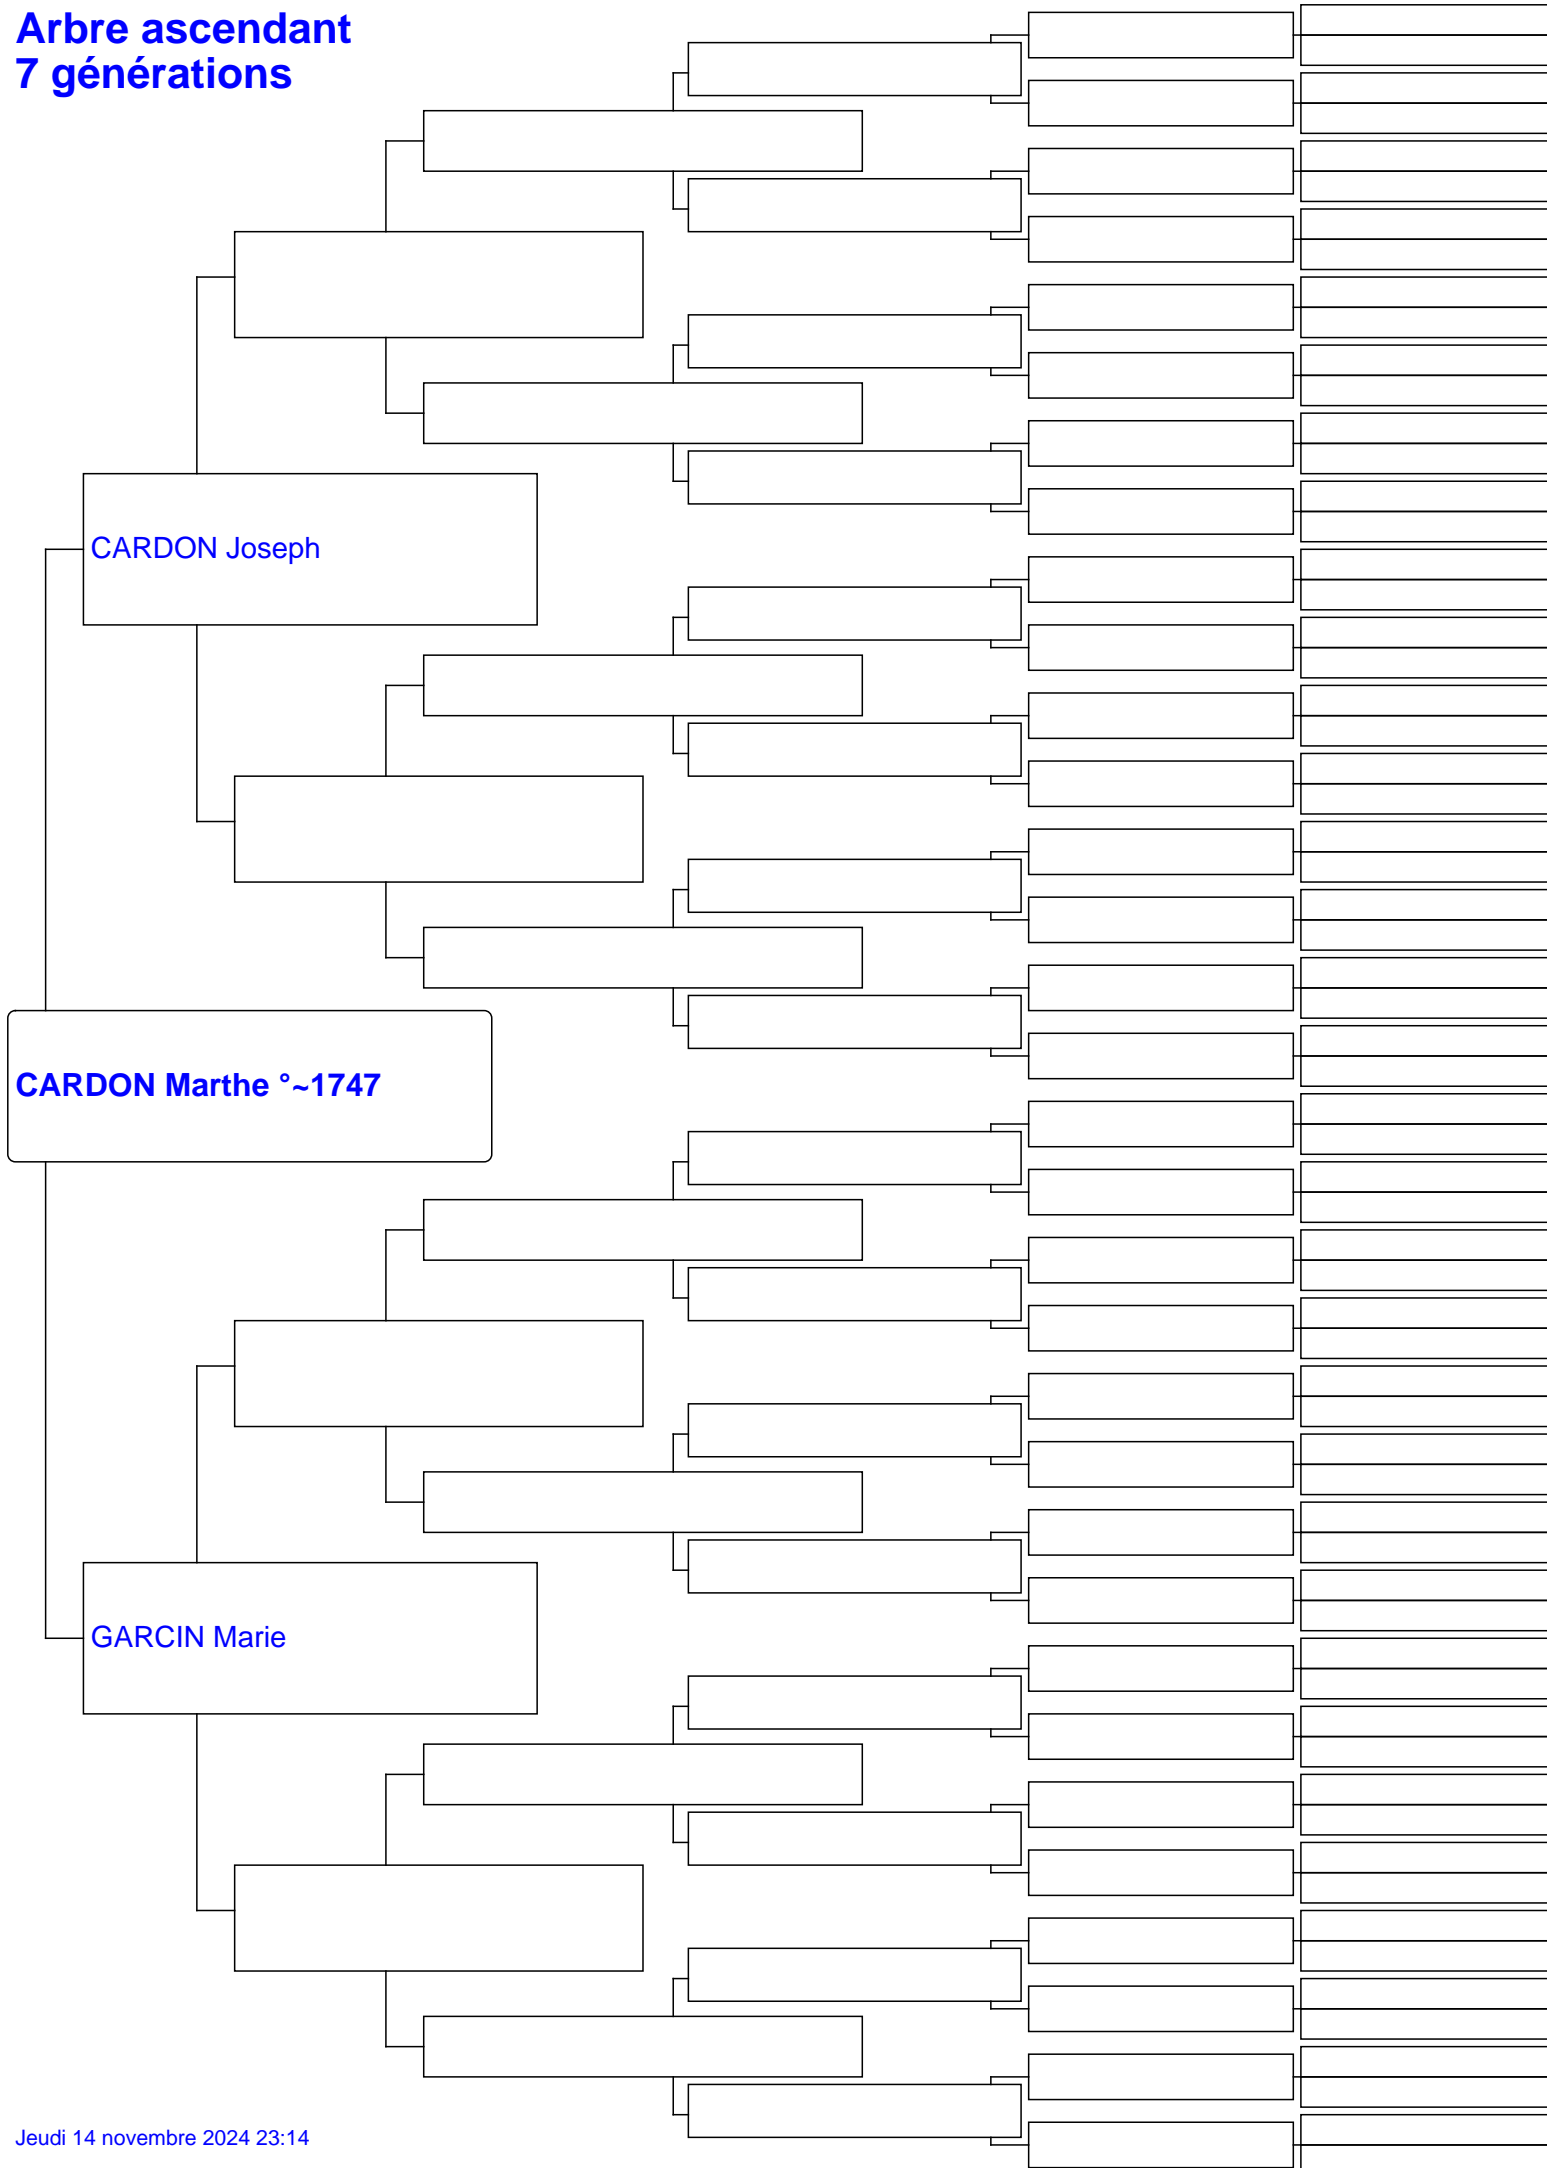 Arbre ascendant
7 générations
CARDON Joseph
CARDON Marthe °~1747
GARCIN Marie
Jeudi 14 novembre 2024 23:14